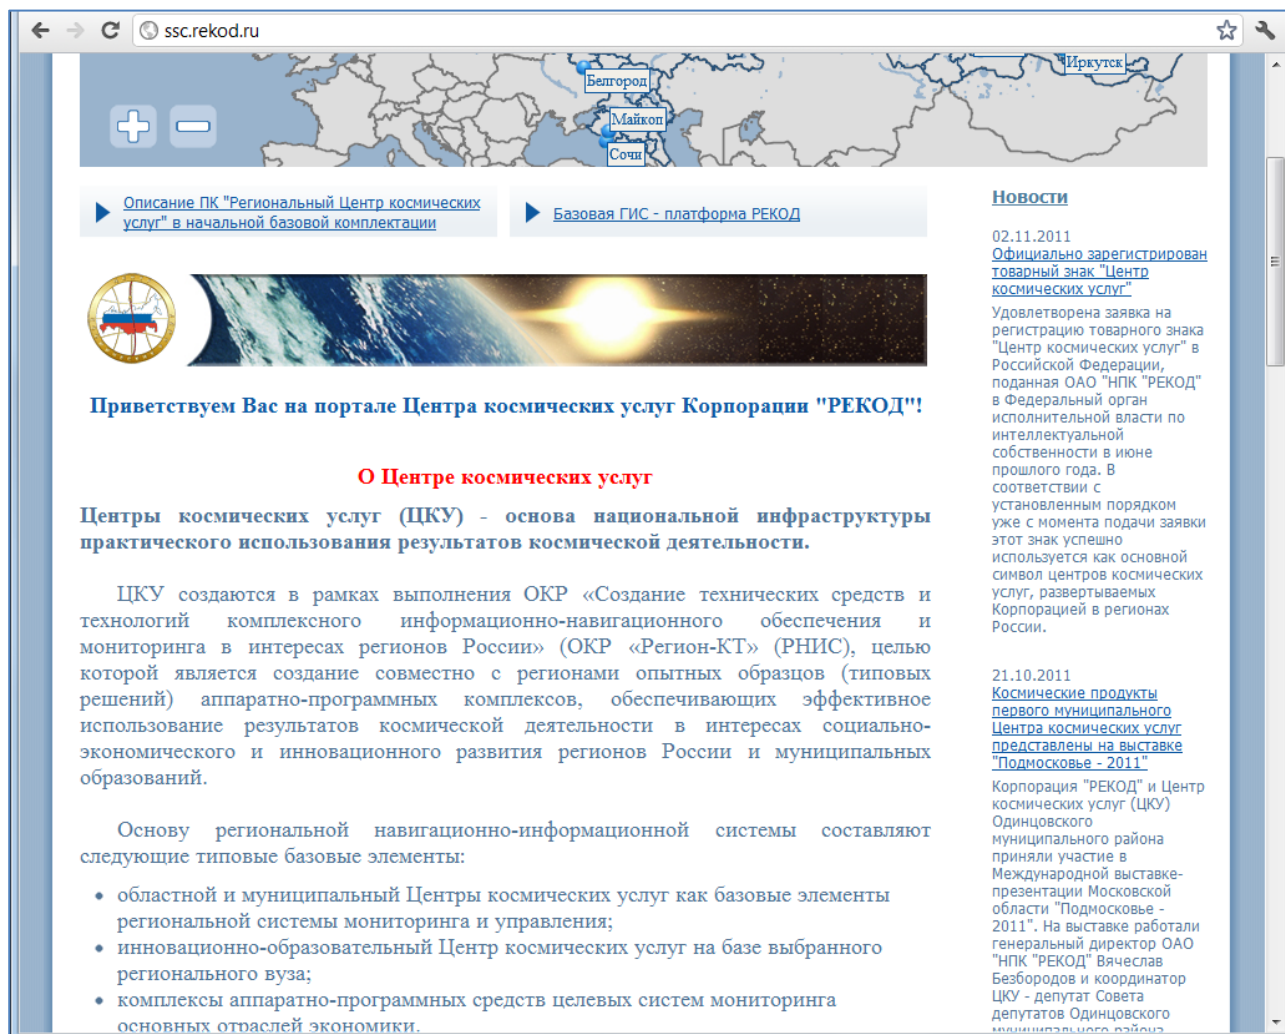 ssc.rekod.ru
Иркутск
Белгород
Майкоп
Сочи
Описание ПК "Региональный Центр космических
услуг" в начальной базовой комплектации
Базовая ГИС - платформа РЕКОД
Приветствуем Вас на портале Центра космических услуг Корпорации "РЕКОД"!
О Центре космических услуг
Центры космических услуг (ЦКУ) - основа национальной инфраструктуры
практического использования результатов космической деятельности.
ЦКУ создаются в рамках выполнения ОКР «Создание технических средств и
технологий комплексного информационно-навигационного обеспечения и
мониторинга в интересах регионов России» (ОКР «Регион-КТ» (РНИС), целью
которой является создание совместно с регионами опытных образцов (типовых
решений) аппаратно-программных комплексов, обеспечивающих эффективное
использование результатов космической деятельности в интересах социально-
экономического и инновационного развития регионов России и муниципальных
образований.
Основу региональной навигационно-информационной системы составляют
следующие типовые базовые элементы:
• областной и муниципальный Центры космических услуг как базовые элементы
региональной системы мониторинга и управления;
• инновационно-образовательный Центр космических услуг на базе выбранного
регионального вуза;
• комплексы аппаратно-программных средств целевых систем мониторинга
основных отраслей экономики.
Новости
02.11.2011
Официально зарегистрирован
товарный знак "Центр
космических услуг"
Удовлетворена заявка на
регистрацию товарного знака
"Центр космических услуг" в
Российской Федерации,
поданная ОАО "НПК "РЕКОД"
в Федеральный орган
исполнительной власти по
интеллектуальной
собственности в июне
прошлого года. В
соответствии с
установленным порядком
уже с момента подачи заявки
этот знак успешно
используется как основной
символ центров космических
услуг, развертываемых
Корпорацией в регионах
России.
21.10.2011
Космические продукты
первого муниципального
Центра космических услуг
представлены на выставке
"Подмосковье - 2011"
Корпорация "РЕКОД" и Центр
космических услуг (ЦКУ)
Одинцовского
муниципального района
приняли участие в
Международной выставке-
презентации Московской
области "Подмосковье -
2011". На выставке работали
генеральный директор ОАО
"НПК "РЕКОД" Вячеслав
Безбородов и координатор
ЦКУ - депутат Совета
депутатов Одинцовского
муниципального района